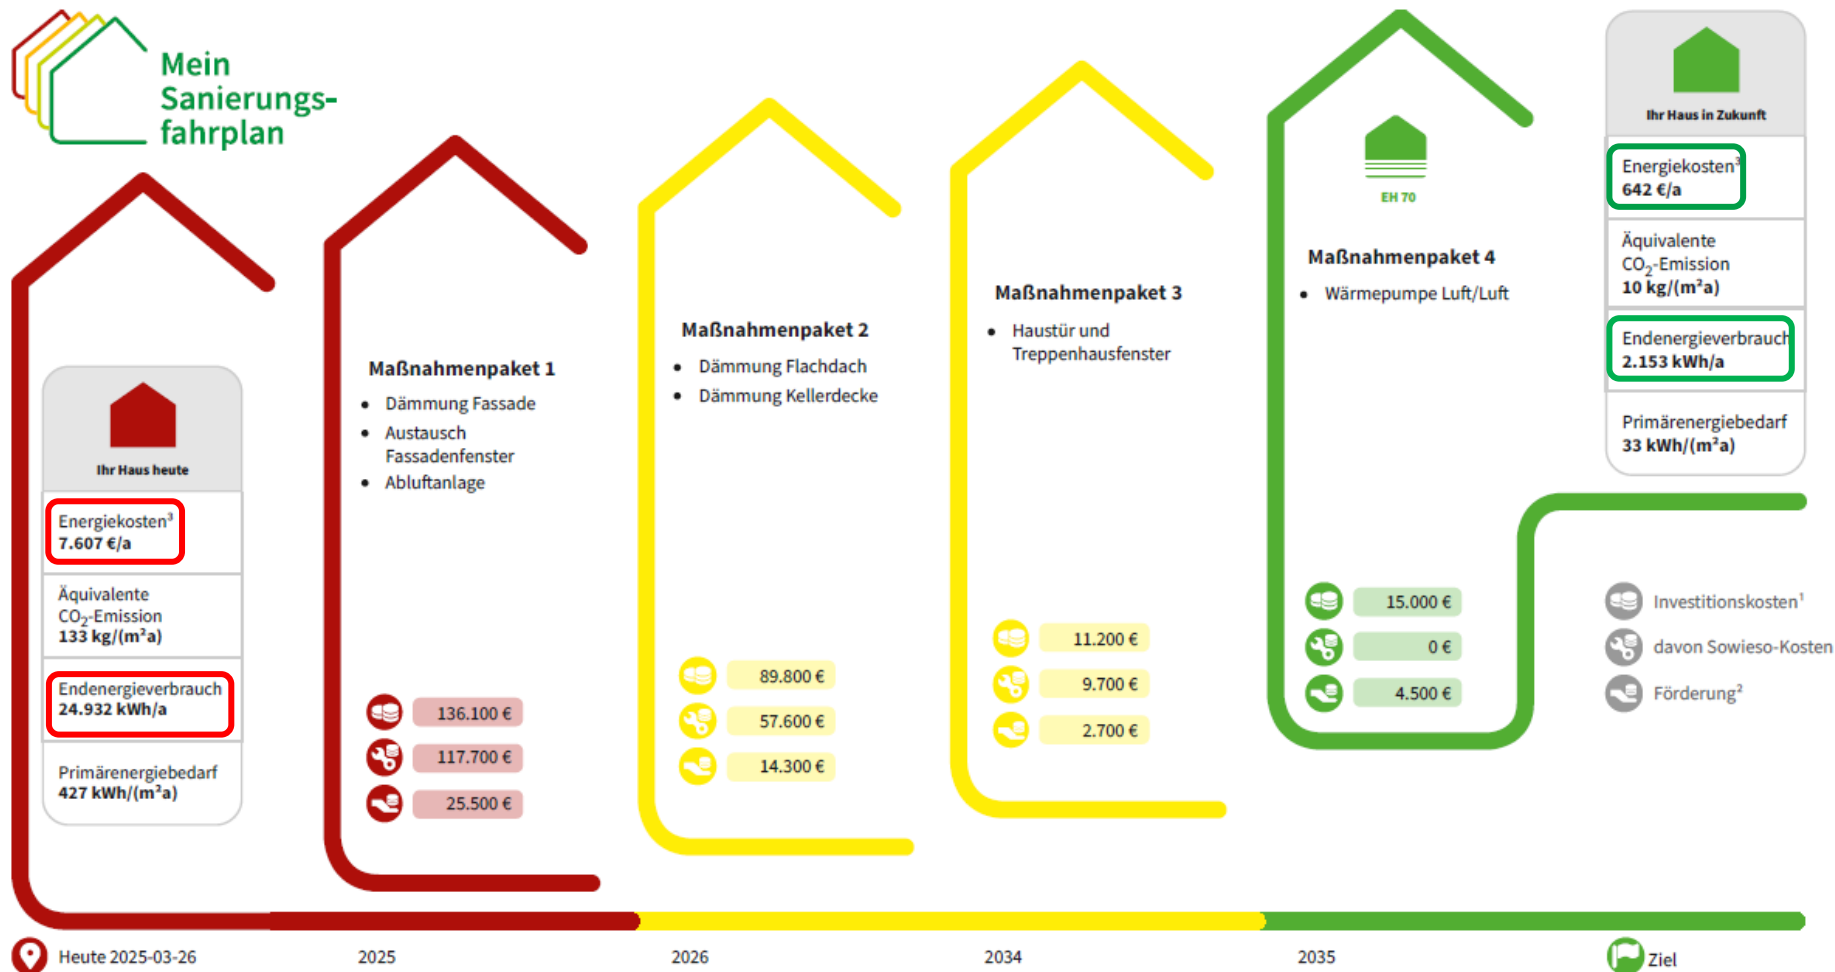 Mein
Sanierungs-
fahrplan
Ihr Haus heute
Energiekosten³
7.607 €/a
Äquivalente
CO₂-Emission
133 kg/(m²a)
Endenergieverbrauch
24.932 kWh/a
Primärenergiebedarf
427 kWh/(m²a)
Maßnahmenpaket 1
• Dämmung Fassade
• Austausch
Fassadenfenster
• Abluftanlage
136.100 €
117.700 €
25.500 €
Maßnahmenpaket 2
• Dämmung Flachdach
• Dämmung Kellerdecke
89.800 €
57.600 €
14.300 €
Maßnahmenpaket 3
• Haustür und
Treppenhausfenster
11.200 €
9.700 €
2.700 €
EH 70
Maßnahmenpaket 4
• Wärmepumpe Luft/Luft
15.000 €
0 €
4.500 €
Ihr Haus in Zukunft
Energiekosten³
642 €/a
Äquivalente
CO₂-Emission
10 kg/(m²a)
Endenergieverbrauch
2.153 kWh/a
Primärenergiebedarf
33 kWh/(m²a)
Investitionskosten¹
davon Sowieso-Kosten
Förderung²
Heute 2025-03-26
2025
2026
2034
2035
Ziel